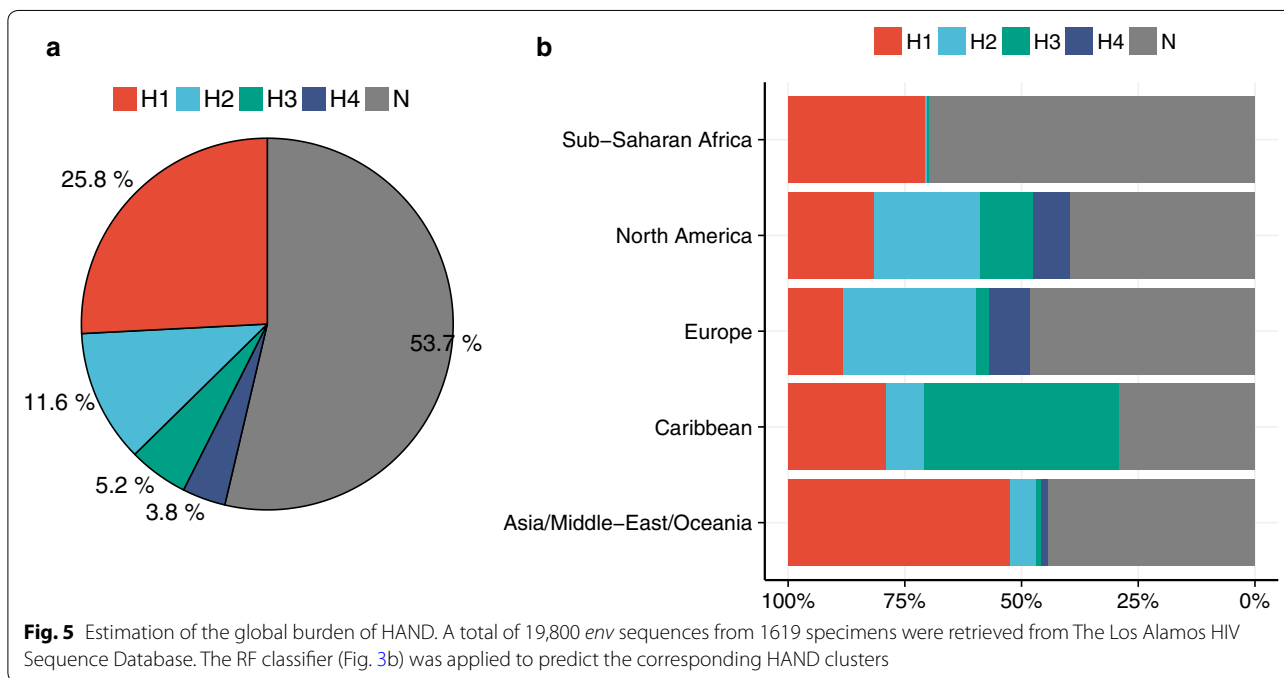 a
H1 H2 H3 H4 N
25.8 %
53.7 %
11.6 %
5.2 %
3.8 %
b
H1 H2 H3 H4 N
Sub−Saharan Africa
North America
Europe
Caribbean
Asia/Middle−East/Oceania
100% 75% 50% 25% 0%
Fig. 5 Estimation of the global burden of HAND. A total of 19,800 env sequences from 1619 specimens were retrieved from The Los Alamos HIV
Sequence Database. The RF classifier (Fig. 3b) was applied to predict the corresponding HAND clusters